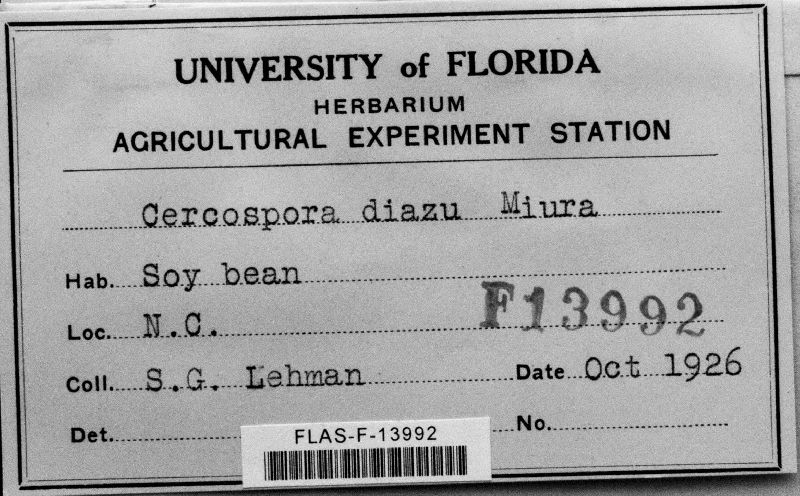 UNIVERSITY of FLORIDA
HERBARIUM
AGRICULTURAL EXPERIMENT STATION
Cercospora diazu Miura
Hab. Soy bean
Loc. N.C.
F13992
Coll. S.G. Lehman Date Oct 1926
Det. No.
FLAS-F-13992